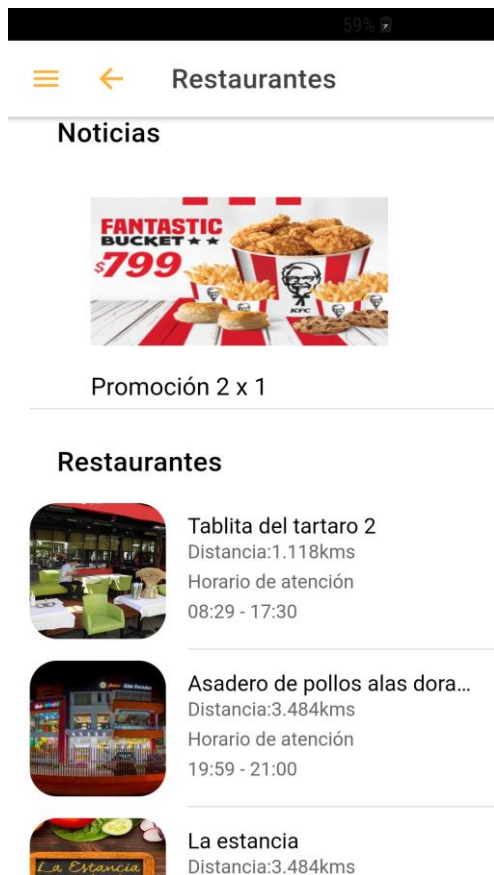 59%
Restaurantes
Noticias
FANTASTIC
BUCKET
$799
KFC
Promoción 2 x 1
Restaurantes
Tablita del tartaro 2
Distancia:1.118kms
Horario de atención
08:29 - 17:30
Asadero de pollos alas dora...
Distancia:3.484kms
Horario de atención
19:59 - 21:00
La estancia
La Estancia
Distancia:3.484kms